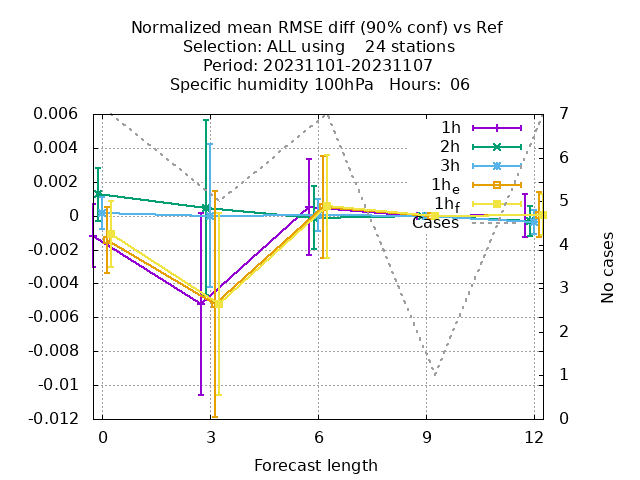 Normalized mean RMSE diff (90% conf) vs Ref
Selection: ALL using    24 stations
Period: 20231101-20231107
Specific humidity 100hPa   Hours:  06
0.006
0.004
0.002
0
-0.002
-0.004
-0.006
-0.008
-0.01
-0.012
7
6
5
4
3
2
1
0
1h
2h
3h
1he
1hf
Cases
No cases
0
3
6
9
12
Forecast length